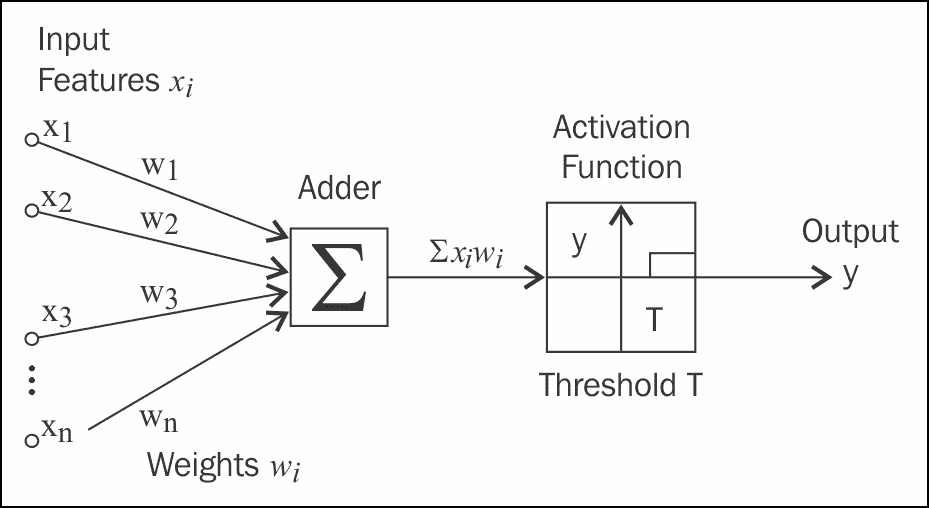 Input
Features xᵢ
x₁
w₁
x₂
w₂
x₃
w₃
xₙ
wₙ
Weights wᵢ
Adder
Σ
Σxᵢwᵢ
Activation
Function
y
T
Threshold T
Output
y